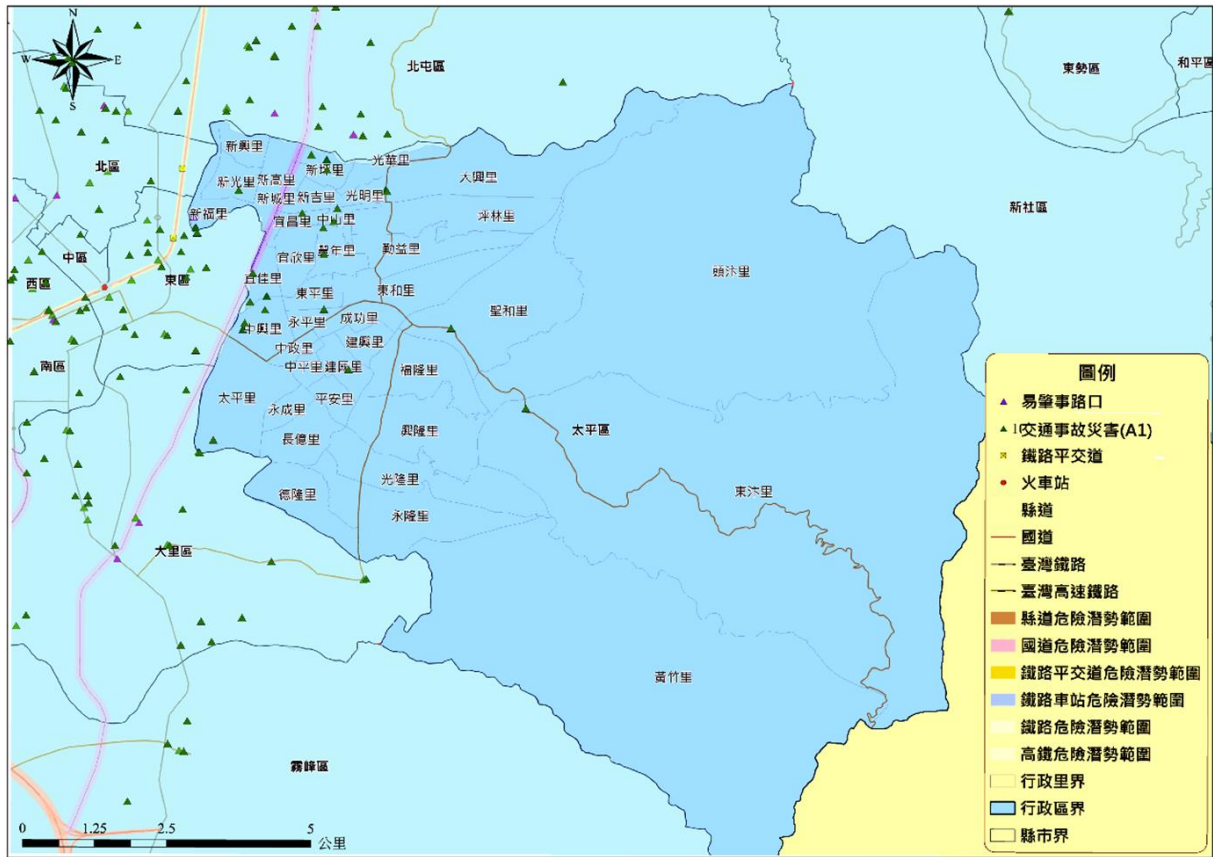 N
W
E
S
北屯區
東勢區
和平區
新興里
光華里
新坪里
北區
新光里
新高里
大興里
新城里
新吉里
光明里
新社區
新福里
坪林里
宜昌里
中山里
豐年里
勤益里
中區
宜欣里
西區
東區
宜佳里
頭汴里
東平里
東和里
聖和里
中興里
永平里
成功里
中政里
建興里
南區
中平里
建國里
福隆里
太平里
永成里
平安里
興隆里
太平區
長億里
光隆里
德隆里
東汴里
永隆里
大里區
黃竹里
霧峰區
圖例
易肇事路口
10交通事故災害(A1)
鐵路平交道
火車站
縣道
國道
臺灣鐵路
臺灣高速鐵路
縣道危險潛勢範圍
國道危險潛勢範圍
鐵路平交道危險潛勢範圍
鐵路車站危險潛勢範圍
鐵路危險潛勢範圍
高鐵危險潛勢範圍
行政里界
行政區界
縣市界
0 1.25 2.5 5
公里